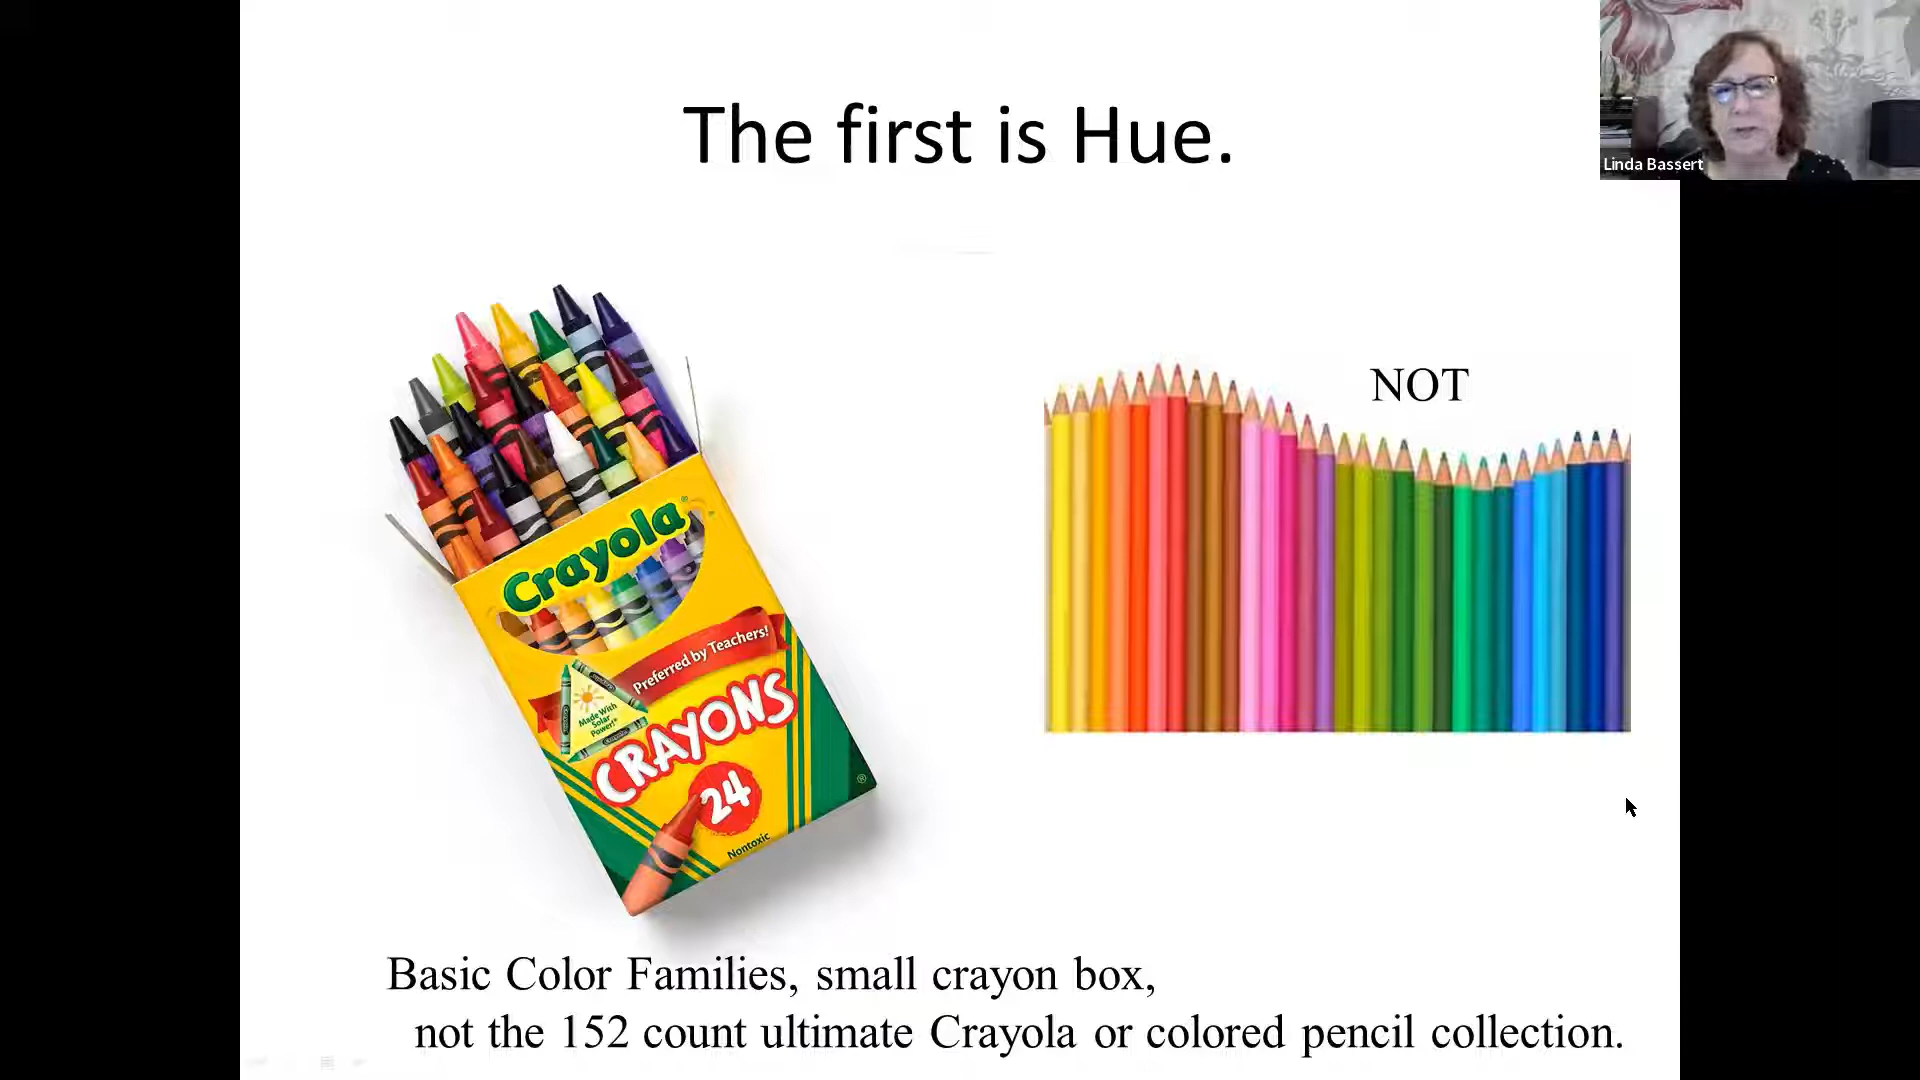 The first is Hue.
Linda Bassert
NOT
Crayola
Preferred by Teachers!
Made With
Solar
Power!
CRAYONS
24
Nontoxic
Basic Color Families, small crayon box,
not the 152 count ultimate Crayola or colored pencil collection.